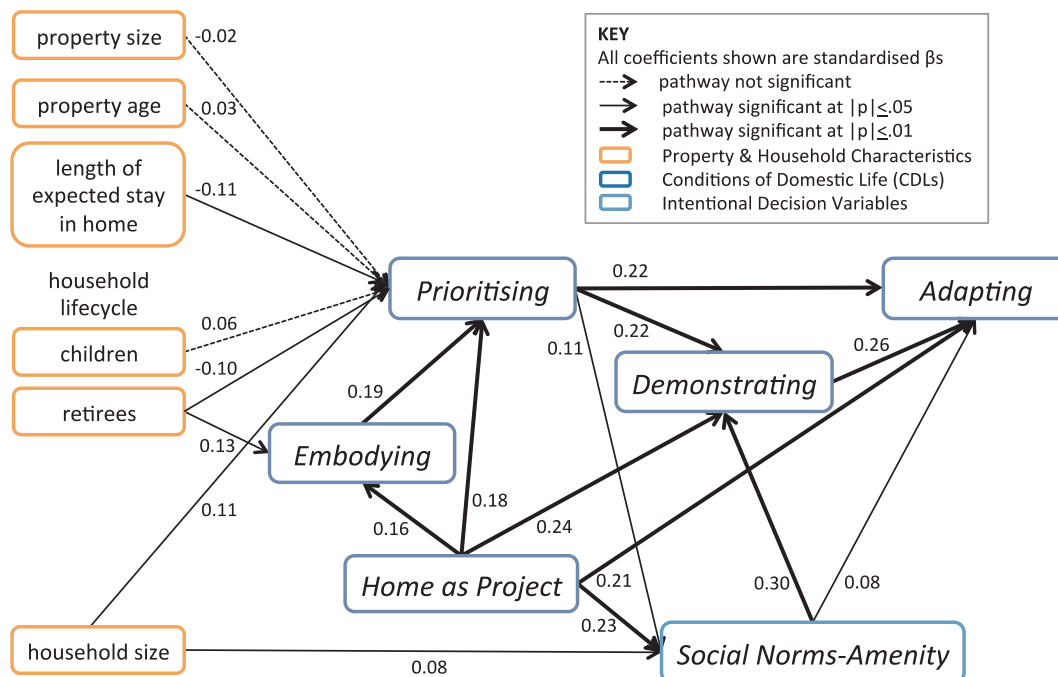 property size
-0.02
property age
0.03
length of
expected stay
in home
-0.11
household
lifecycle
children
0.06
retirees
-0.10
0.13
household size
0.11
0.08
KEY
All coefficients shown are standardised βs
pathway not significant
pathway significant at |p|≤.05
pathway significant at |p|≤.01
Property & Household Characteristics
Conditions of Domestic Life (CDLs)
Intentional Decision Variables
Prioritising
0.22
Adapting
0.22
0.11
Demonstrating
0.26
0.19
Embodying
0.18
0.16
0.24
Home as Project
0.21
0.23
0.30
0.08
Social Norms-Amenity